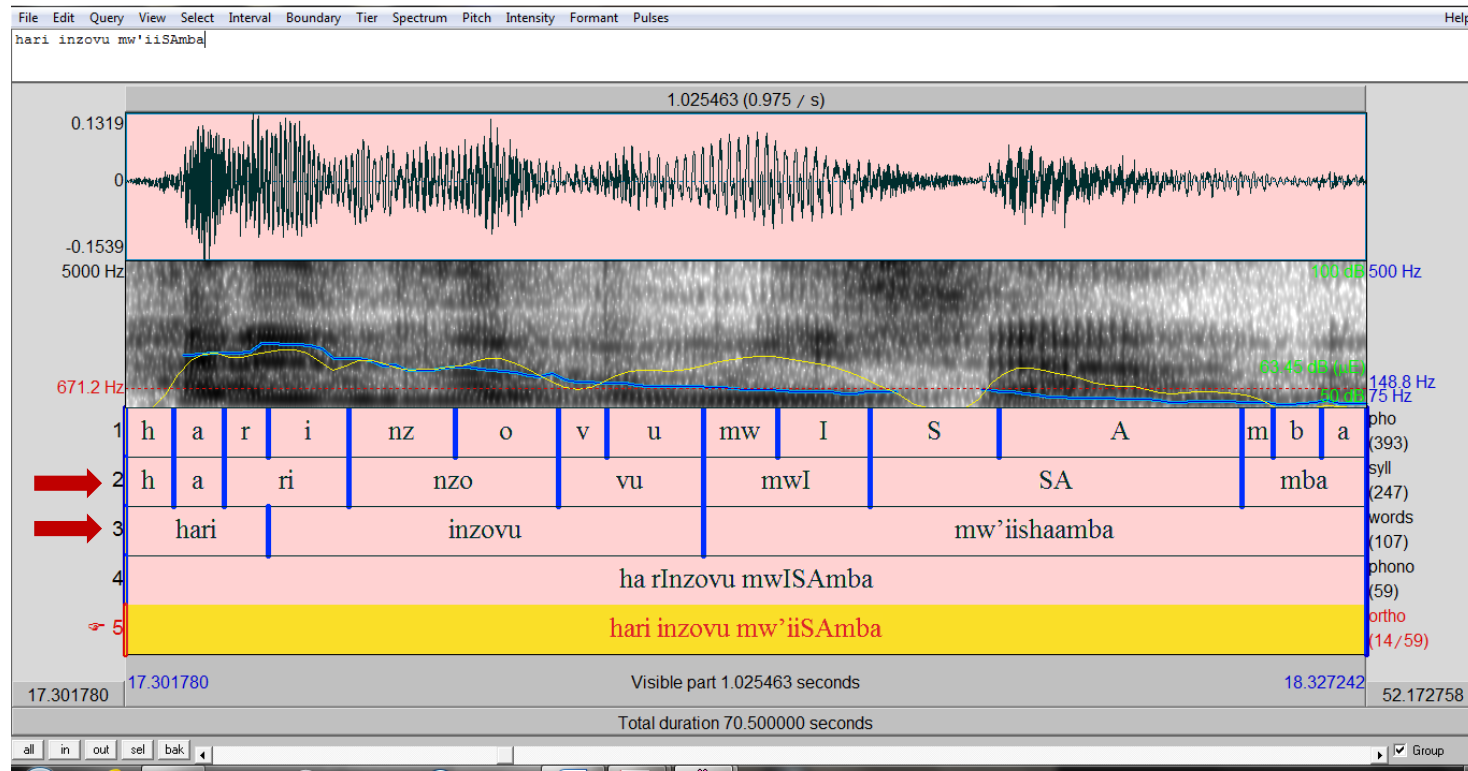 File Edit Query View Select Interval Boundary Tier Spectrum Pitch Intensity Formant Pulses Help
hari inzovu mw'iiSAmba
1.025463 (0.975 / s)
0.1319
0
-0.1539
5000 Hz 100 dB 500 Hz
671.2 Hz 148.8 Hz
50 dB 75 Hz
1 h a r i nz o v u mw I S A m b a pho (393)
2 h a ri nzo vu mwI SA mba syll (247)
3 hari inzovu mw’iishaamba words (107)
4 ha rInzovu mwISAmba phono (59)
5 hari inzovu mw’iiSAmba ortho (14/59)
17.301780 17.301780 Visible part 1.025463 seconds 18.327242 52.172758
Total duration 70.500000 seconds
all in out sel bak Group